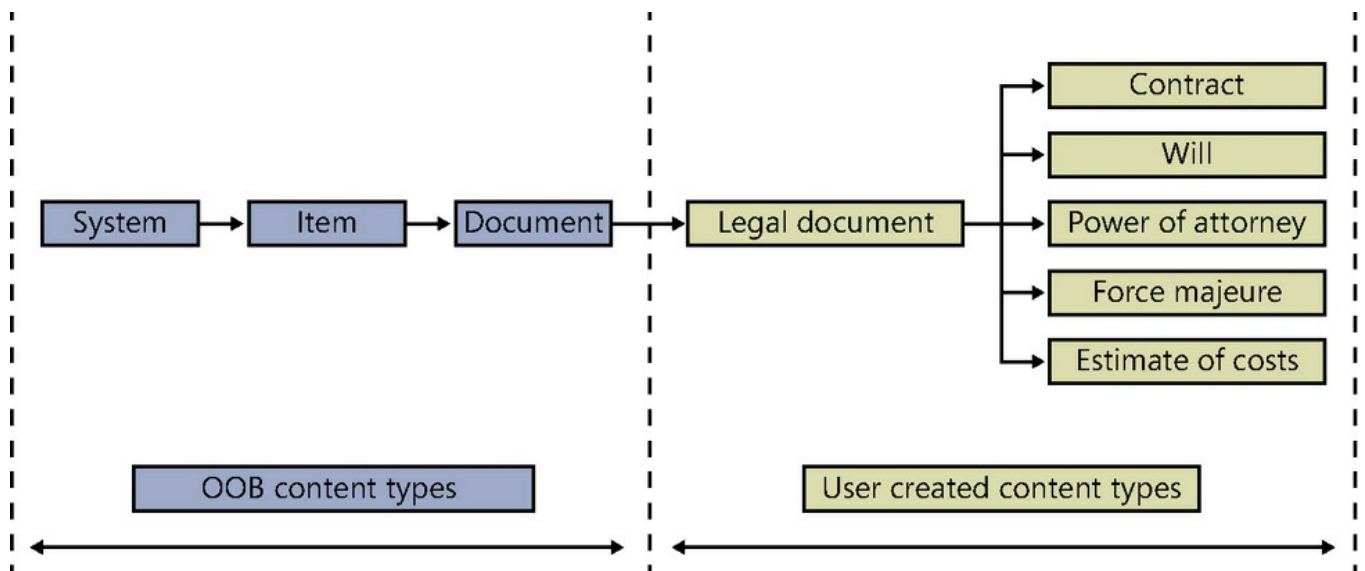 Contract
Will
System
Item
Document
Legal document
Power of attorney
Force majeure
Estimate of costs
OOB content types
User created content types